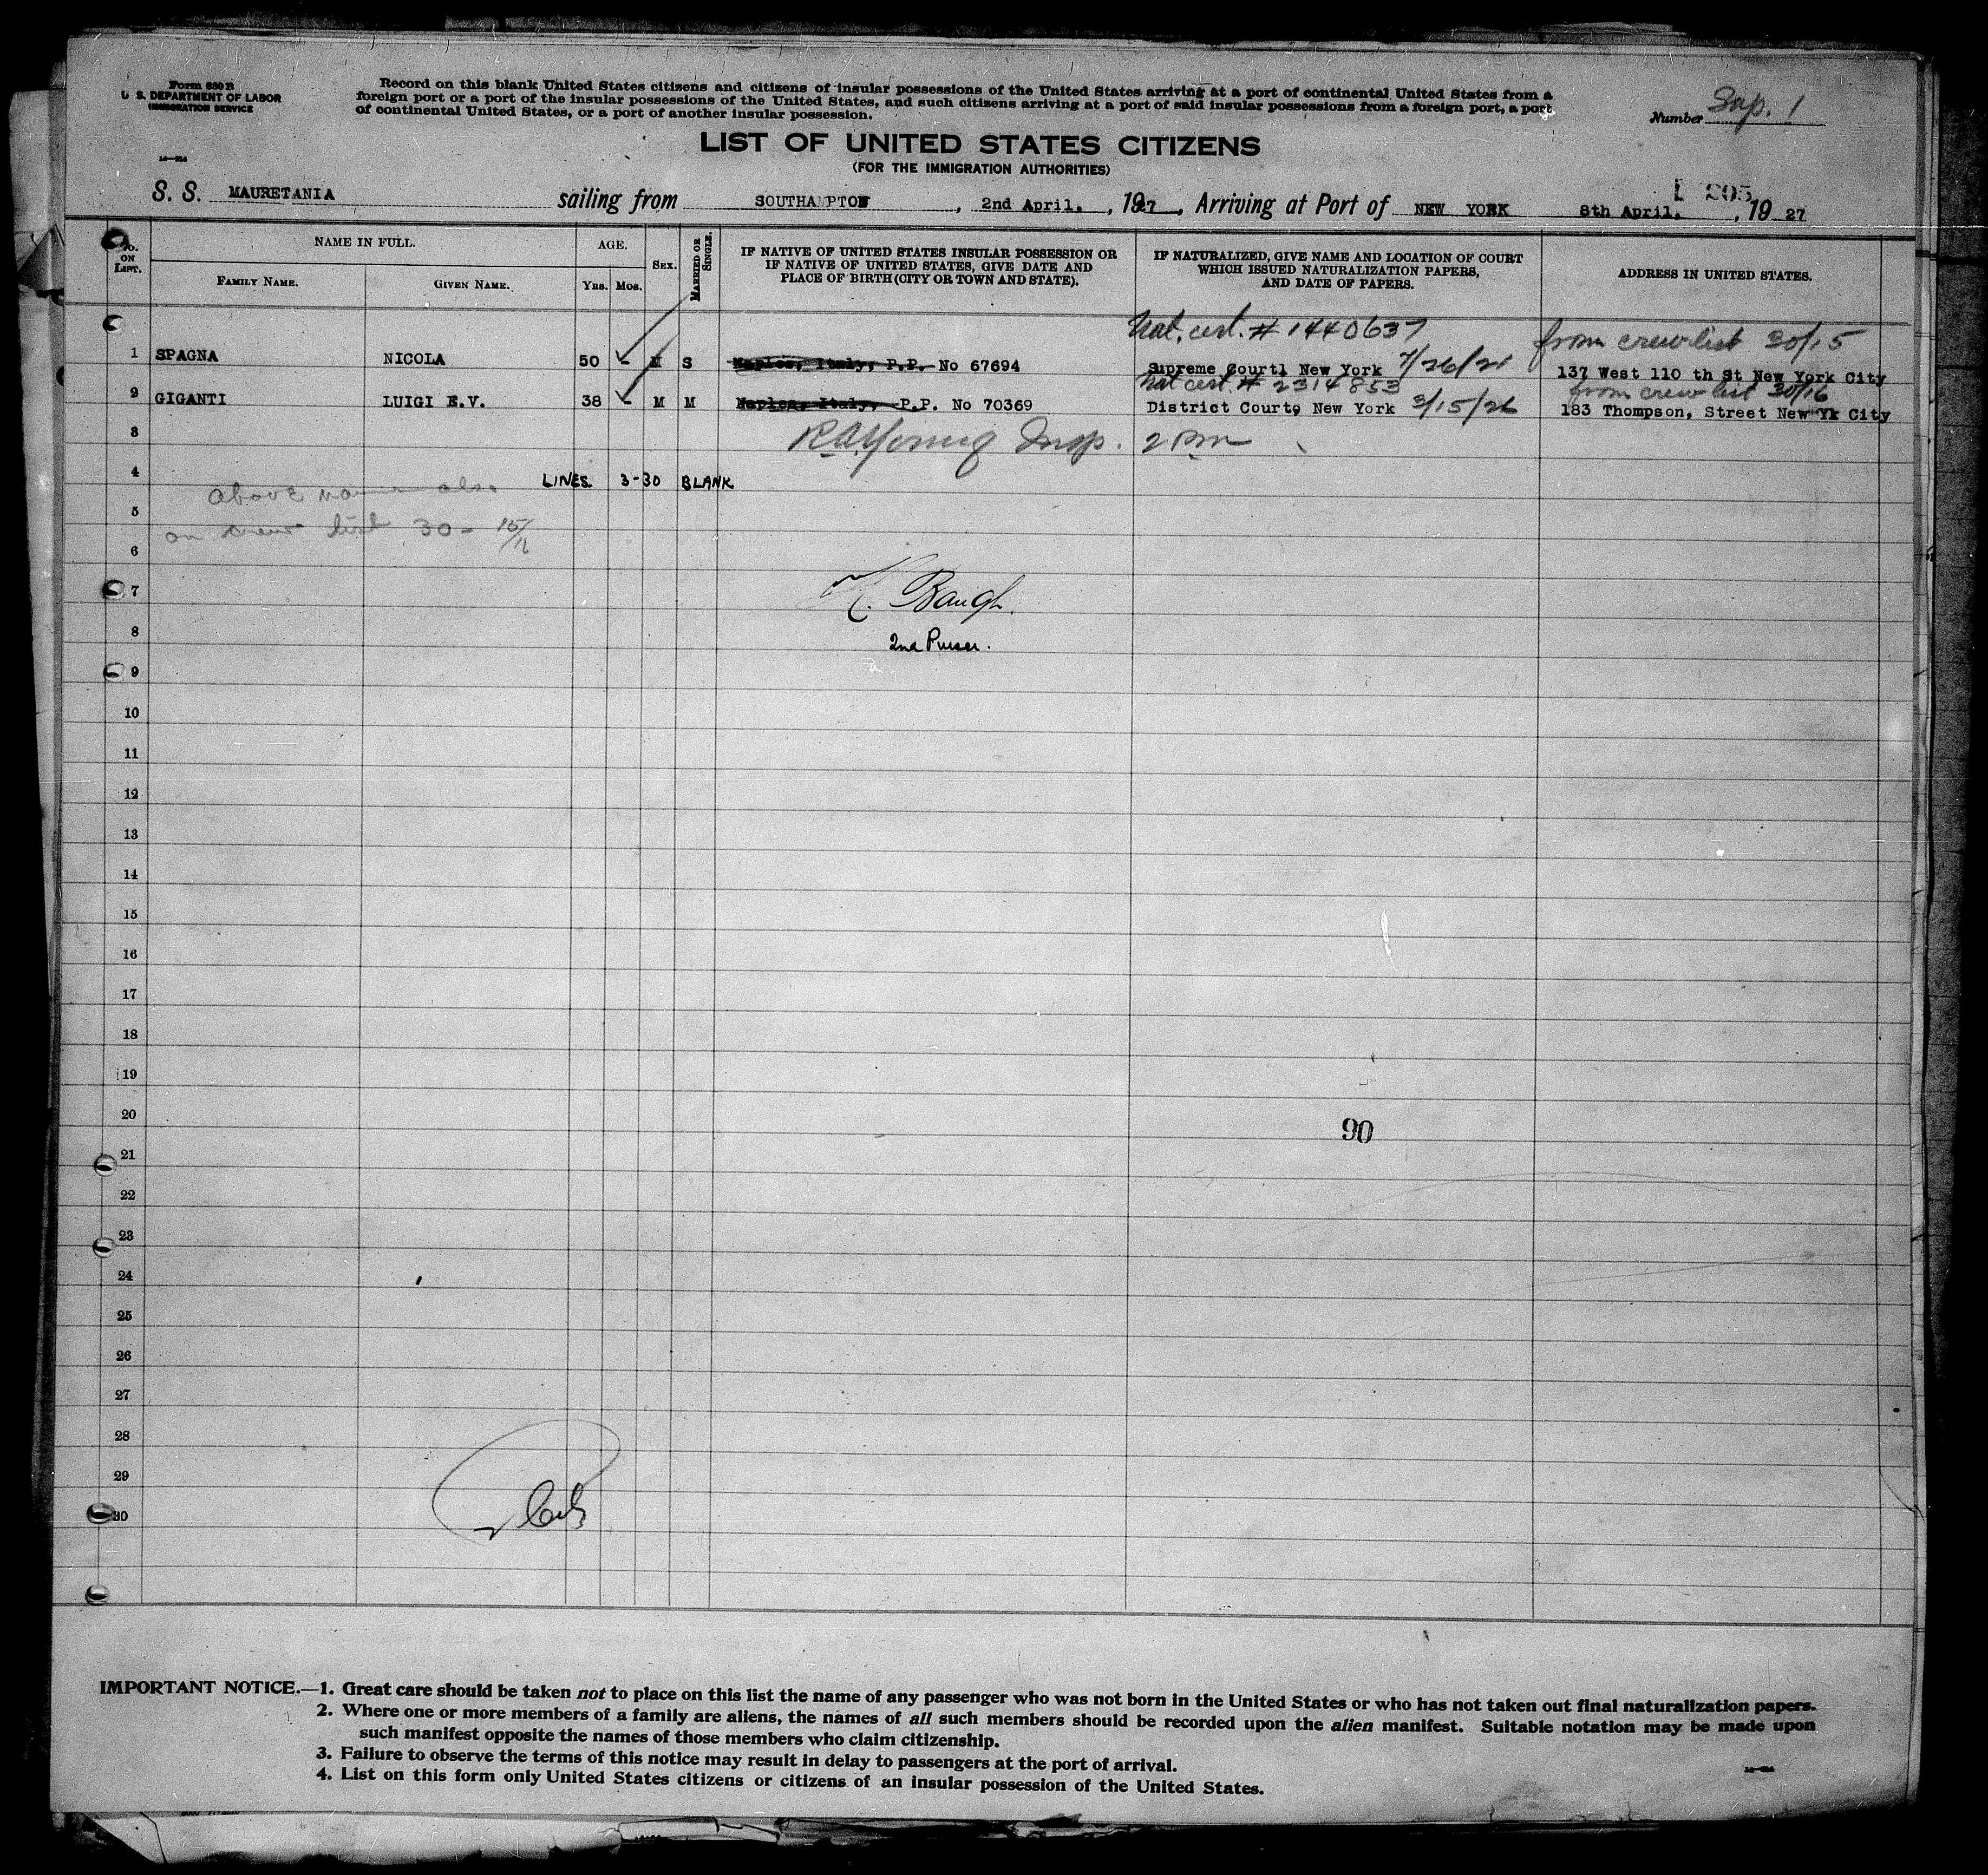 Form 630 B
U. S. DEPARTMENT OF LABOR
IMMIGRATION SERVICE
Record on this blank United States citizens and citizens of insular possessions of the United States arriving at a port of continental United States from a
foreign port or a port of the insular possessions of the United States, and such citizens arriving at a port of said insular possessions from a foreign port, a port
of continental United States, or a port of another insular possession.
Number Sup. 1
LIST OF UNITED STATES CITIZENS
(FOR THE IMMIGRATION AUTHORITIES)
S. S. MAURETANIA sailing from SOUTHAMPTON, 2nd April, 1927, Arriving at Port of NEW YORK 8th April, 1927
205
No. ON LIST.
NAME IN FULL.
FAMILY NAME.
GIVEN NAME.
AGE.
YRS. MOS.
SEX.
MARRIED OR SINGLE.
IF NATIVE OF UNITED STATES INSULAR POSSESSION OR
IF NATIVE OF UNITED STATES, GIVE DATE AND
PLACE OF BIRTH (CITY OR TOWN AND STATE).
IF NATURALIZED, GIVE NAME AND LOCATION OF COURT
WHICH ISSUED NATURALIZATION PAPERS,
AND DATE OF PAPERS.
ADDRESS IN UNITED STATES.
Nat. cert. # 1440637 from crew list 30/15
1 SPAGNA NICOLA 50 - M S Naples, Italy, P.P. No 67694 Supreme Court1 New York 7/26/21 137 West 110 th St New York City
Nat cert # 2314853 from crew list 30/16
2 GIGANTI LUIGI E.V. 38 - M M Naples, Italy, P.P. No 70369 District Court, New York 3/15/26 183 Thompson, Street New Yk City
3 R A Young Insp. 2 Pm
4 LINES 3-30 BLANK
above names also
5
on crew list 30 - 15/16
6
7 Baugh.
8 2nd Purser.
9
10
11
12
13
14
15
16
17
18
19
20
90
21
22
23
24
25
26
27
28
29
30
IMPORTANT NOTICE.—1. Great care should be taken not to place on this list the name of any passenger who was not born in the United States or who has not taken out final naturalization papers.
2. Where one or more members of a family are aliens, the names of all such members should be recorded upon the alien manifest. Suitable notation may be made upon
such manifest opposite the names of those members who claim citizenship.
3. Failure to observe the terms of this notice may result in delay to passengers at the port of arrival.
4. List on this form only United States citizens or citizens of an insular possession of the United States.